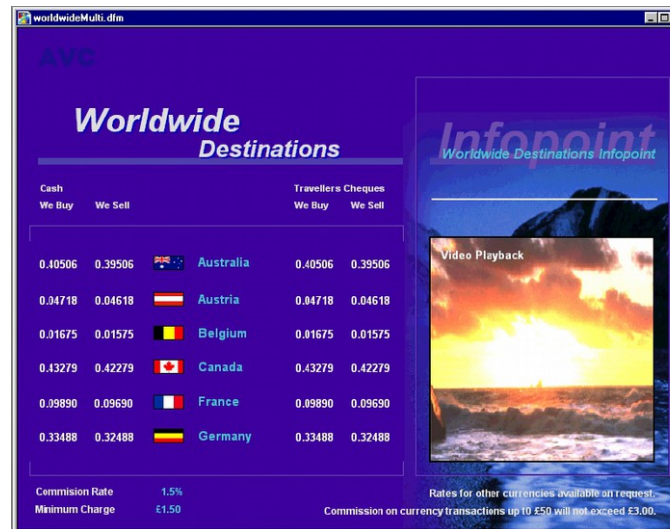 worldwideMulti.dfm
AVC
Worldwide
Destinations
Infopoint
Worldwide Destinations Infopoint
Cash Travellers Cheques
We Buy We Sell We Buy We Sell
Video Playback
0.40506 0.39506 Australia 0.40506 0.39506
0.04718 0.04618 Austria 0.04718 0.04618
0.01675 0.01575 Belgium 0.01675 0.01575
0.43279 0.42279 Canada 0.43279 0.42279
0.09890 0.09690 France 0.09890 0.09690
0.33488 0.32488 Germany 0.33488 0.32488
Commision Rate 1.5% Rates for other currencies available on request.
Minimum Charge £1.50 Commission on currency transactions up to £50 will not exceed £3.00.